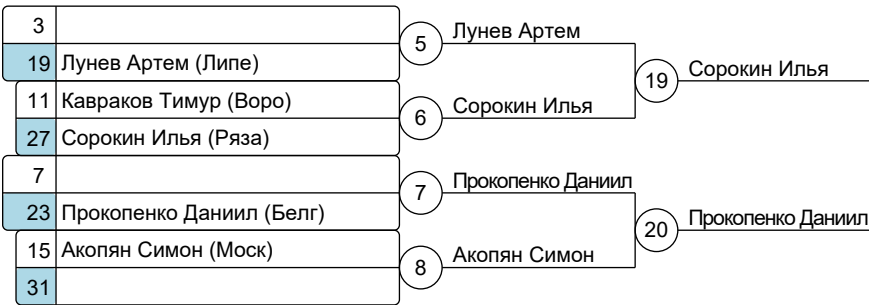 3
19 Лунев Артем (Липе)
11 Кавраков Тимур (Воро)
27 Сорокин Илья (Ряза)
7
23 Прокопенко Даниил (Белг)
15 Акопян Симон (Моск)
31
5 Лунев Артем
6 Сорокин Илья
7 Прокопенко Даниил
8 Акопян Симон
19 Сорокин Илья
20 Прокопенко Даниил